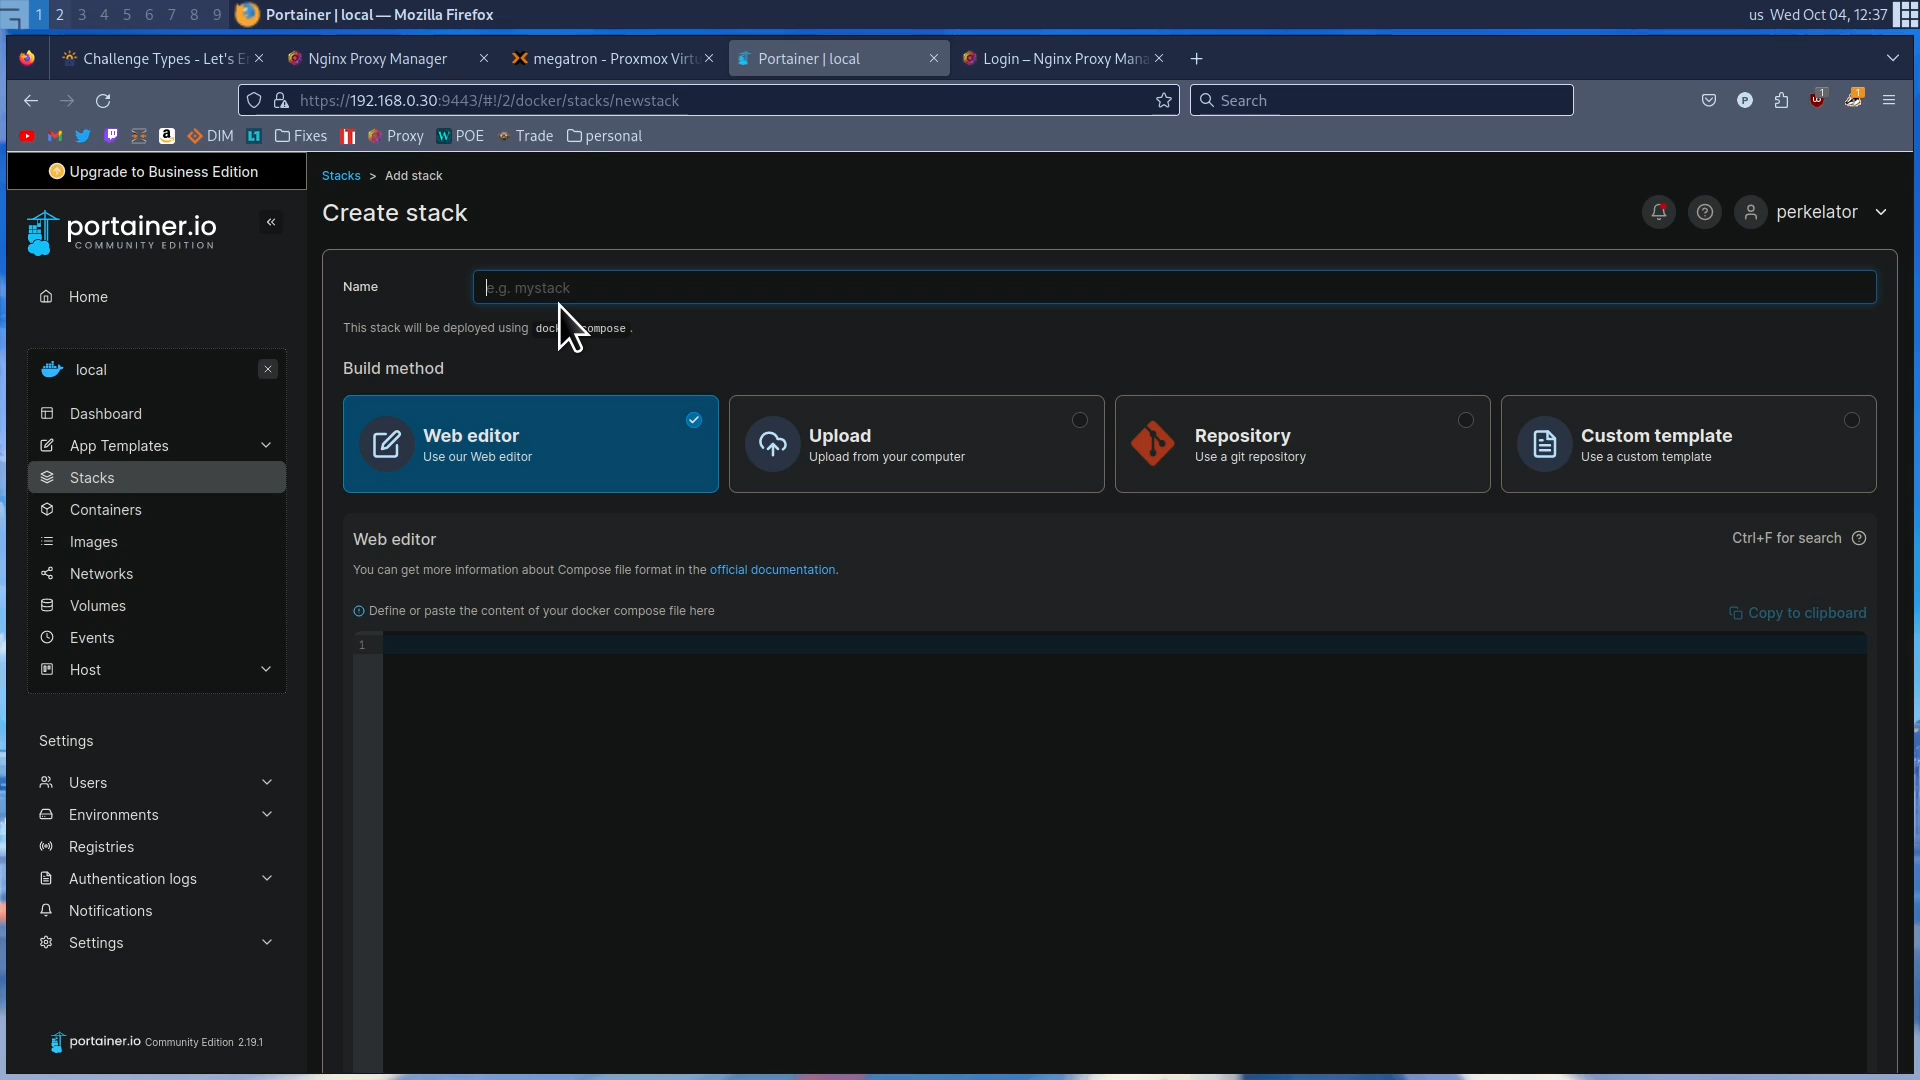 1 2 3 4 5 6 7 8 9 Portainer | local — Mozilla Firefox us Wed Oct 04, 12:37
Challenge Types - Let's E Nginx Proxy Manager megatron - Proxmox Virtu Portainer | local Login – Nginx Proxy Mana
https://192.168.0.30:9443/#!/2/docker/stacks/newstack Search P 1 1
DIM Fixes Proxy POE Trade personal
Upgrade to Business Edition
Stacks > Add stack
Create stack
perkelator
portainer.io
COMMUNITY EDITION
Name e.g. mystack
This stack will be deployed using .
Home
Build method
local
Dashboard
App Templates
Stacks
Containers
Images
Networks
Volumes
Events
Host
Settings
Users
Environments
Registries
Authentication logs
Notifications
Settings
portainer.io Community Edition 2.19.1
Web editor
Use our Web editor
Upload
Upload from your computer
Repository
Use a git repository
Custom template
Use a custom template
Web editor
Ctrl+F for search
You can get more information about Compose file format in the official documentation.
Define or paste the content of your docker compose file here
Copy to clipboard
1